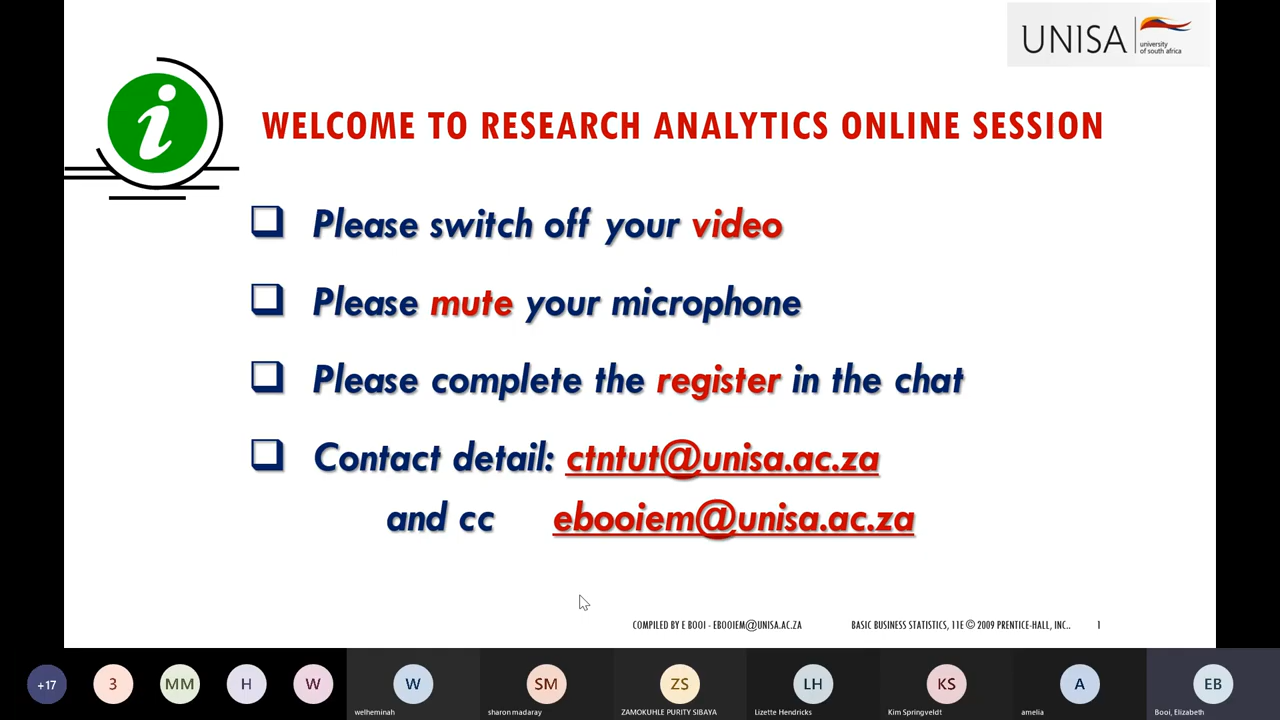 UNISA
university
of south africa
i
WELCOME TO RESEARCH ANALYTICS ONLINE SESSION
Please switch off your video
Please mute your microphone
Please complete the register in the chat
Contact detail: ctntut@unisa.ac.za
and cc ebooiem@unisa.ac.za
COMPILED BY E BOOI - EBOOIEM@UNISA.AC.ZA BASIC BUSINESS STATISTICS, 11E © 2009 PRENTICE-HALL, INC.. 1
+17 3 MM H W W SM ZS LH KS A EB
welheminah sharon madaray ZAMOKUHLE PURITY SIBAYA Lizette Hendricks Kim Springveldt amelia Booi, Elizabeth